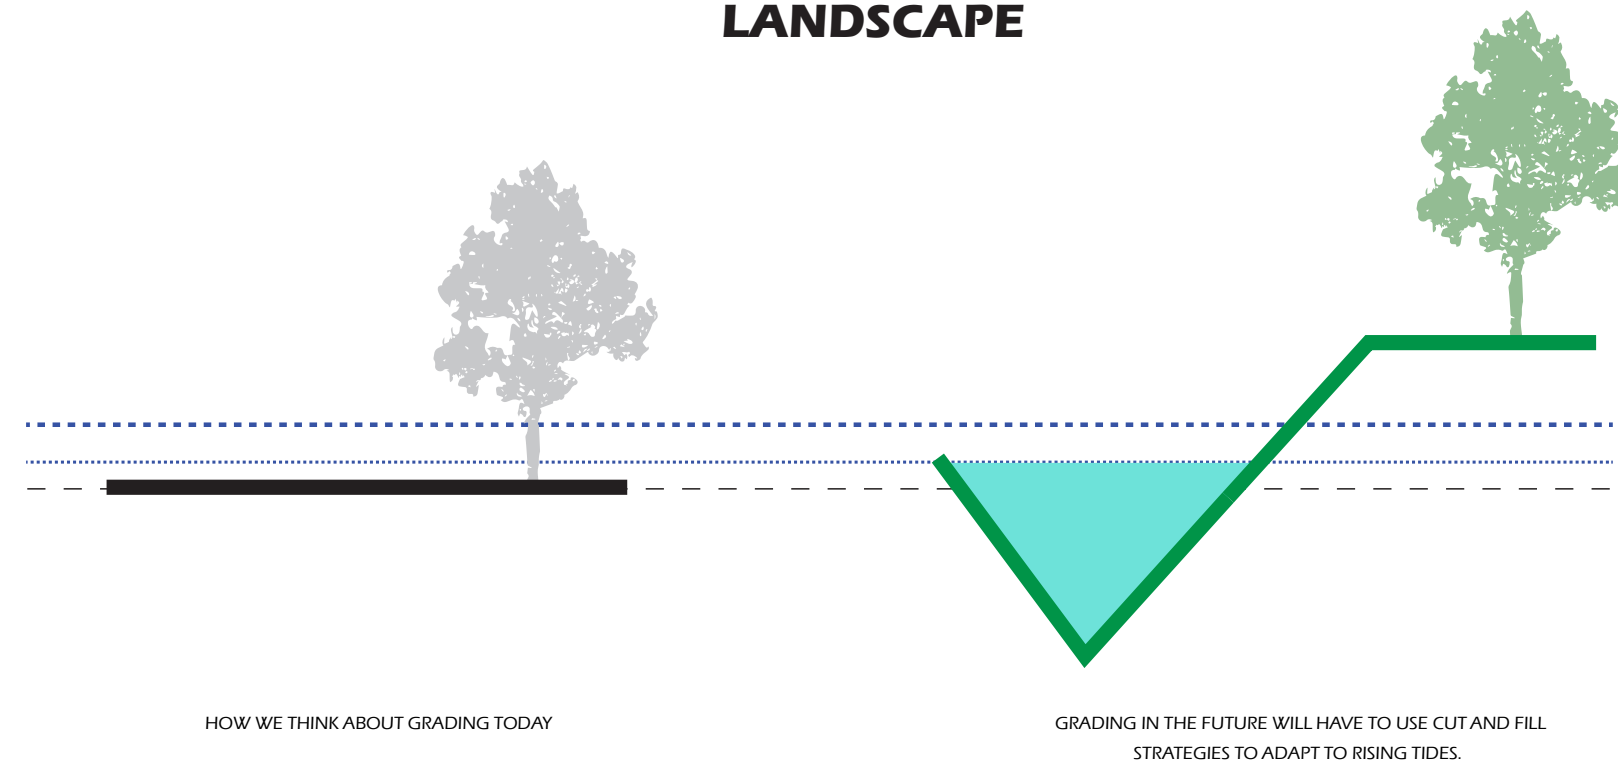 LANDSCAPE
HOW WE THINK ABOUT GRADING TODAY
GRADING IN THE FUTURE WILL HAVE TO USE CUT AND FILL
STRATEGIES TO ADAPT TO RISING TIDES.